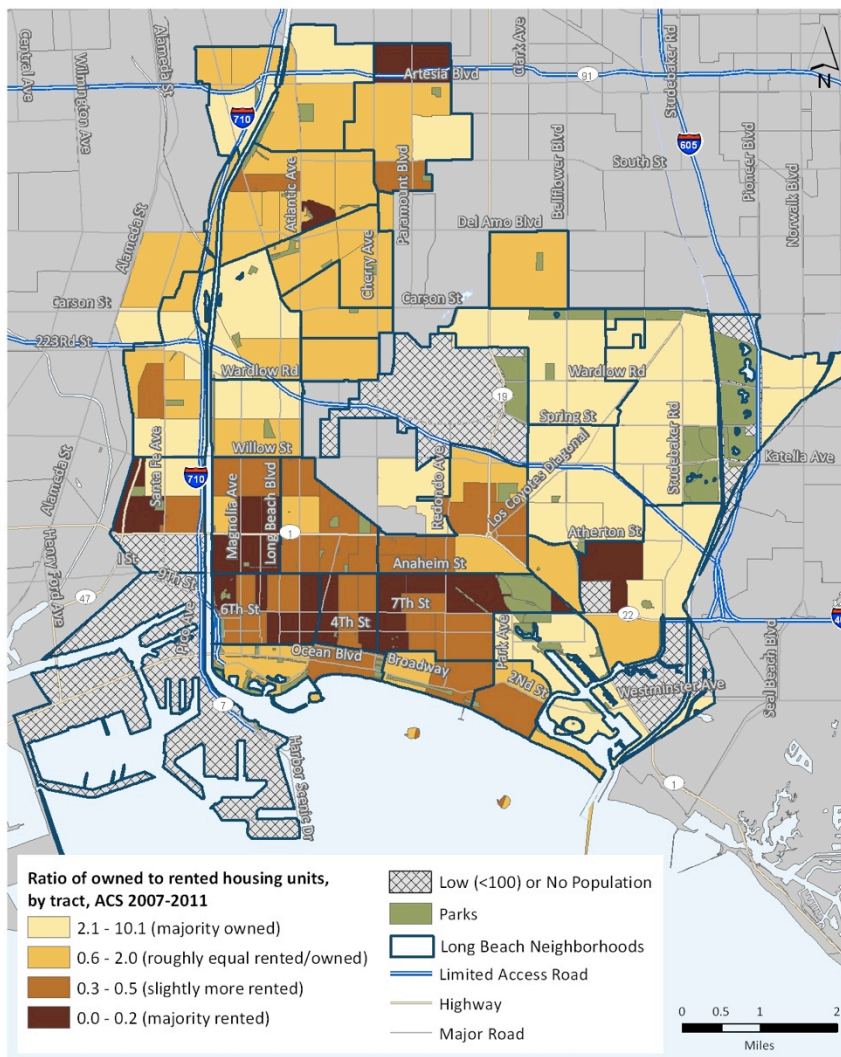 Central Ave
Wilmington Ave
Alameda St
Clark Ave
Studebaker Rd
Artesia Blvd
91
N
710
605
Bellflower Blvd
South St
Pioneer Blvd
Norwalk Blvd
Atlantic Ave
Paramount Blvd
Alameda St
Del Amo Blvd
Cherry Ave
Carson St
Carson St
223Rd St
Wardlow Rd
Wardlow Rd
19
Spring St
Santa Fe Ave
Willow St
Studebaker Rd
Katella Ave
Alameda St
710
Magnolia Ave
Long Beach Blvd
Redondo Ave
Los Coyotes Diagonal
1
Atherton St
Henry Ford Ave
I St
Anaheim St
9Th St
47
6Th St
7Th St
4Th St
22
Pico Ave
Park Ave
Ocean Blvd
Broadway
2Nd St
Westminster Ave
Seal Beach Blvd
7
Harbor Scenic Dr
1
Ratio of owned to rented housing units,
by tract, ACS 2007-2011
2.1 - 10.1 (majority owned)
0.6 - 2.0 (roughly equal rented/owned)
0.3 - 0.5 (slightly more rented)
0.0 - 0.2 (majority rented)
Low (<100) or No Population
Parks
Long Beach Neighborhoods
Limited Access Road
Highway
Major Road
0 0.5 1 2
Miles